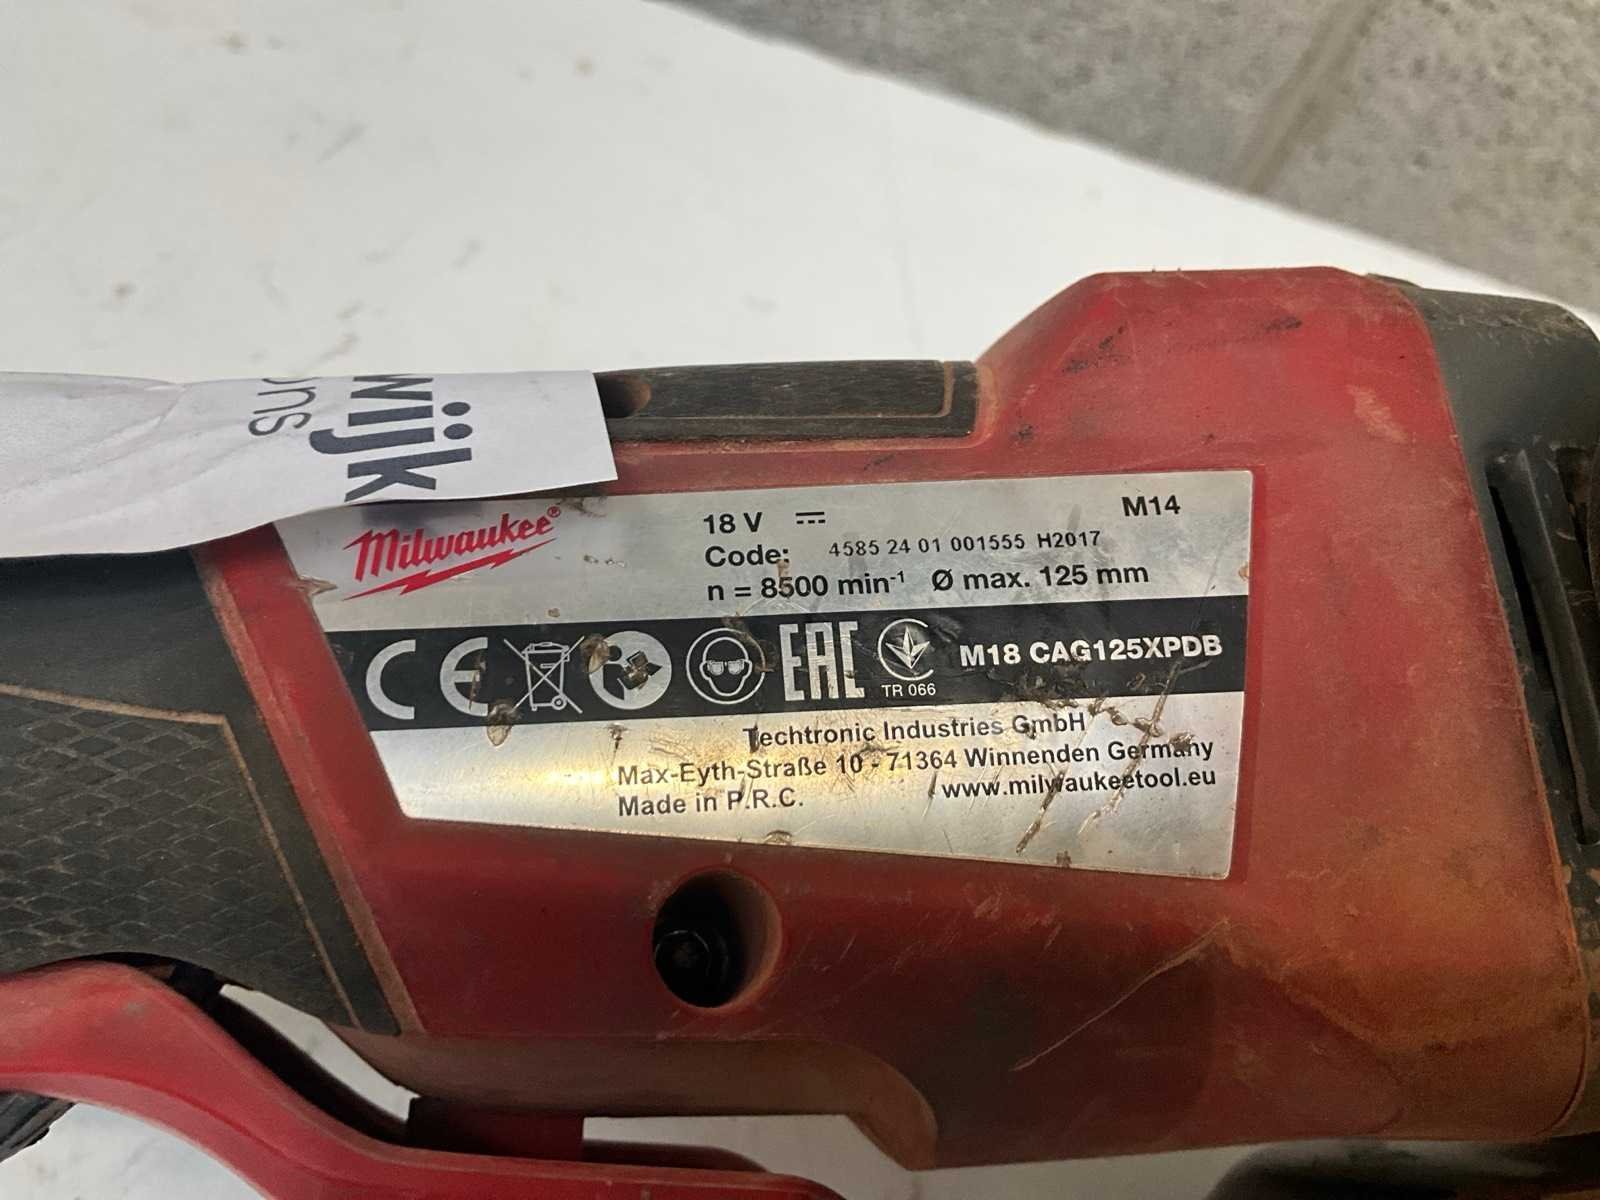 wijk
ons
Milwaukee®
18 V ⎓
M14
Code: 4585 24 01 001555 H2017
n = 8500 min⁻¹ Ø max. 125 mm
CE
EAC
TR 066
M18 CAG125XPDB
Techtronic Industries GmbH
Max-Eyth-Straße 10 - 71364 Winnenden Germany
Made in P.R.C.
www.milwaukeetool.eu